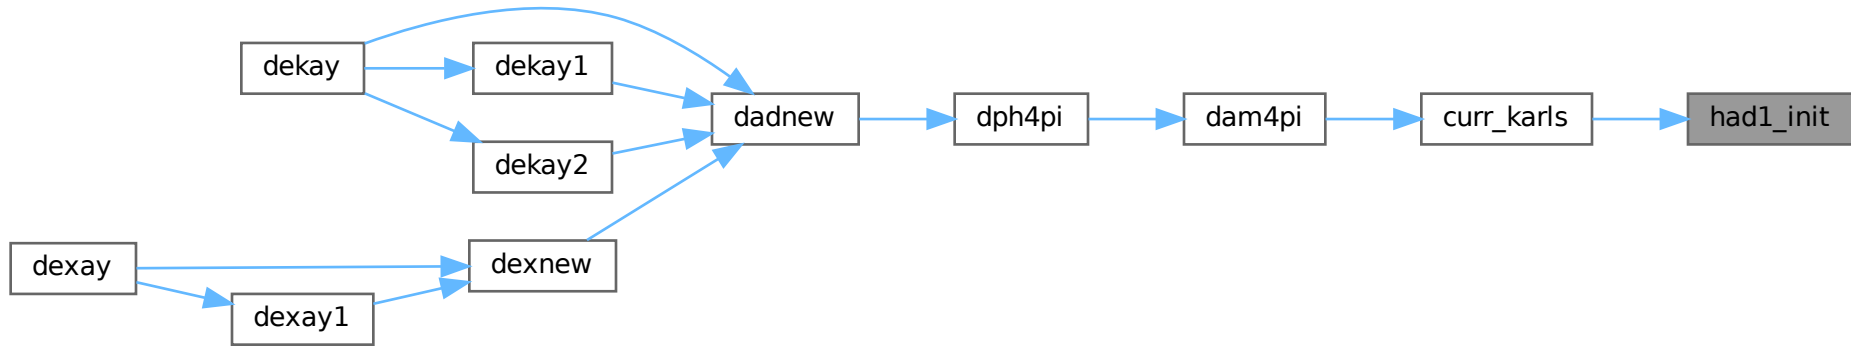 dekay
dekay1
dekay2
dadnew
dph4pi
dam4pi
curr_karls
had1_init
dexay
dexay1
dexnew